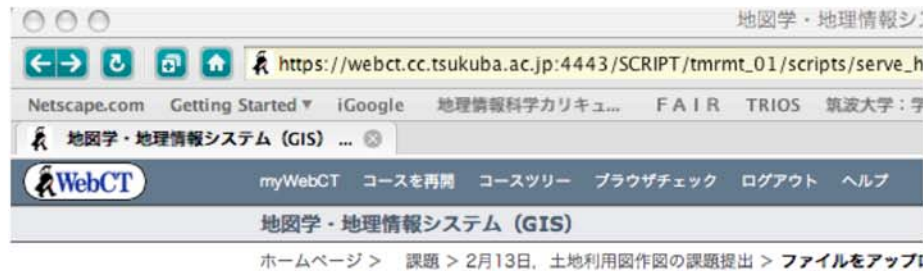 地図学・地理情報シス
https://webct.cc.tsukuba.ac.jp:4443/SCRIPT/tmrmt_01/scripts/serve_h
Netscape.com Getting Started iGoogle 地理情報科学カリキュ... FAIR TRIOS 筑波大学:学
地図学・地理情報システム(GIS) ...
WebCT myWebCT コースを再開 コースツリー ブラウザチェック ログアウト ヘルプ
地図学・地理情報システム(GIS)
ホームページ > 課題 > 2月13日, 土地利用図作図の課題提出 > ファイルをアップロ